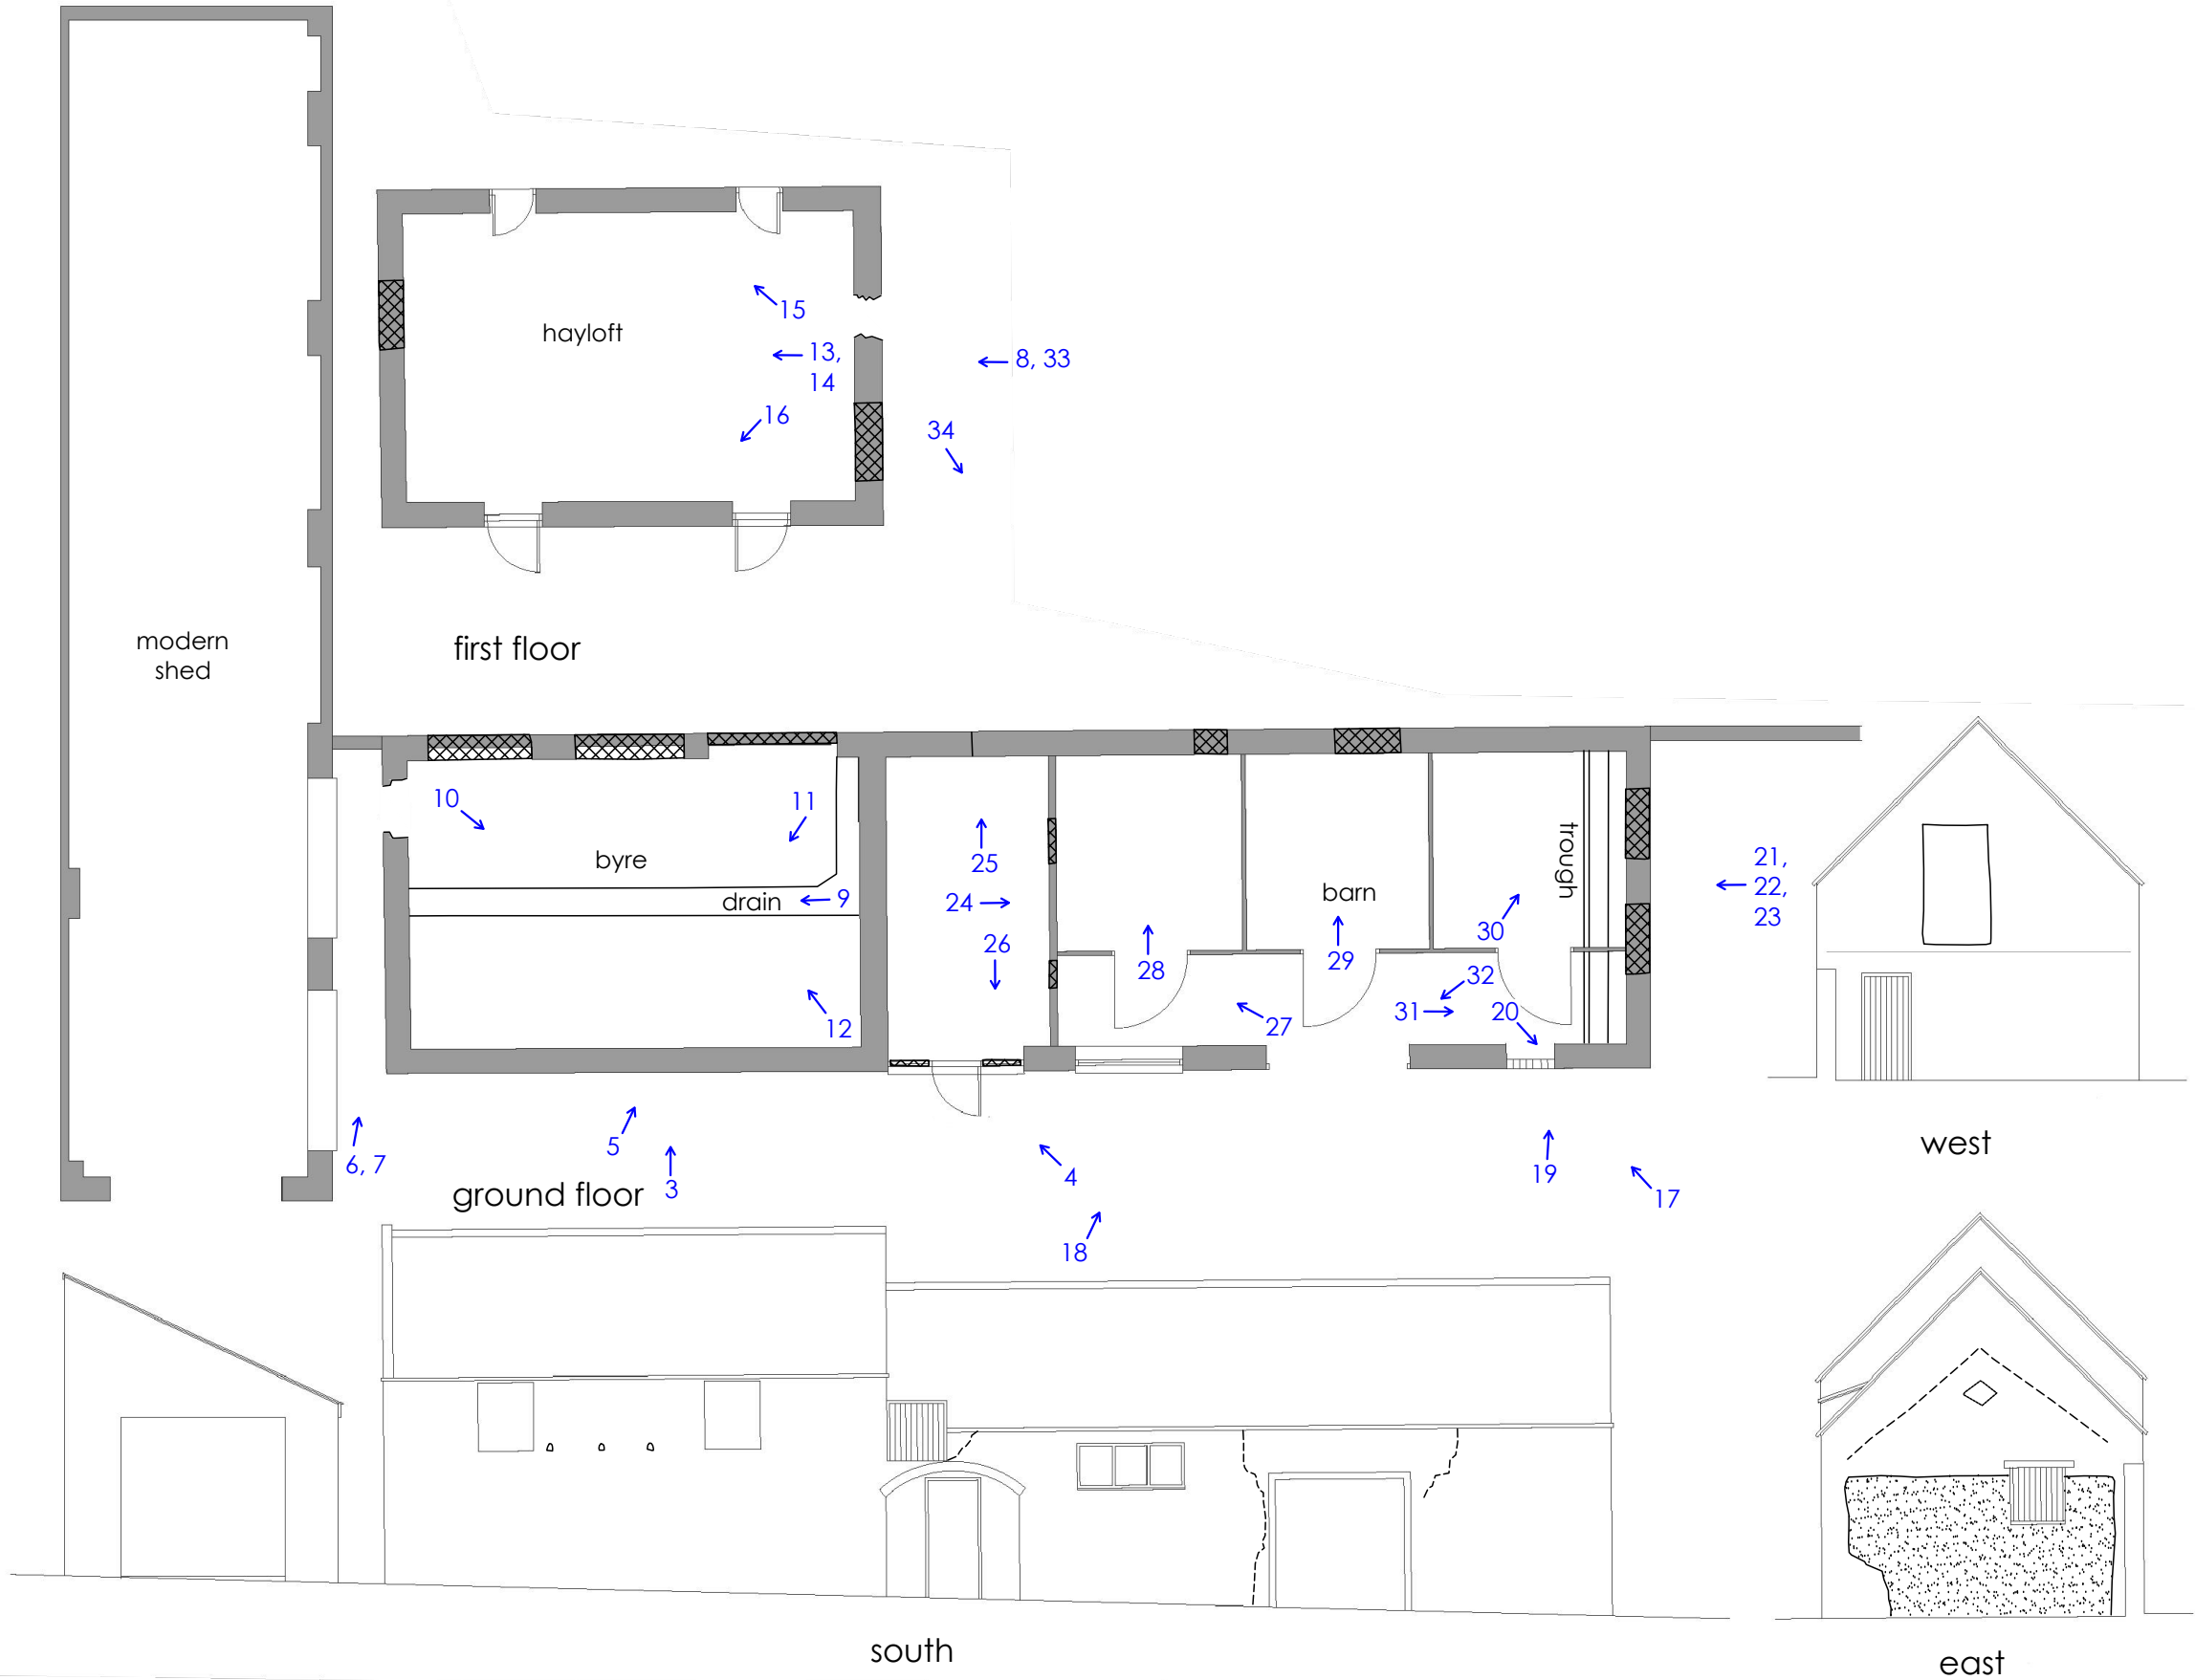 15
hayloft
13,
14
8, 33
16
34
first floor
modern
shed
10
11
byre
25
drain
9
24
26
12
28
barn
29
trough
30
32
31
20
27
21,
22,
23
5
6, 7
3
4
19
17
ground floor
18
west
south
east